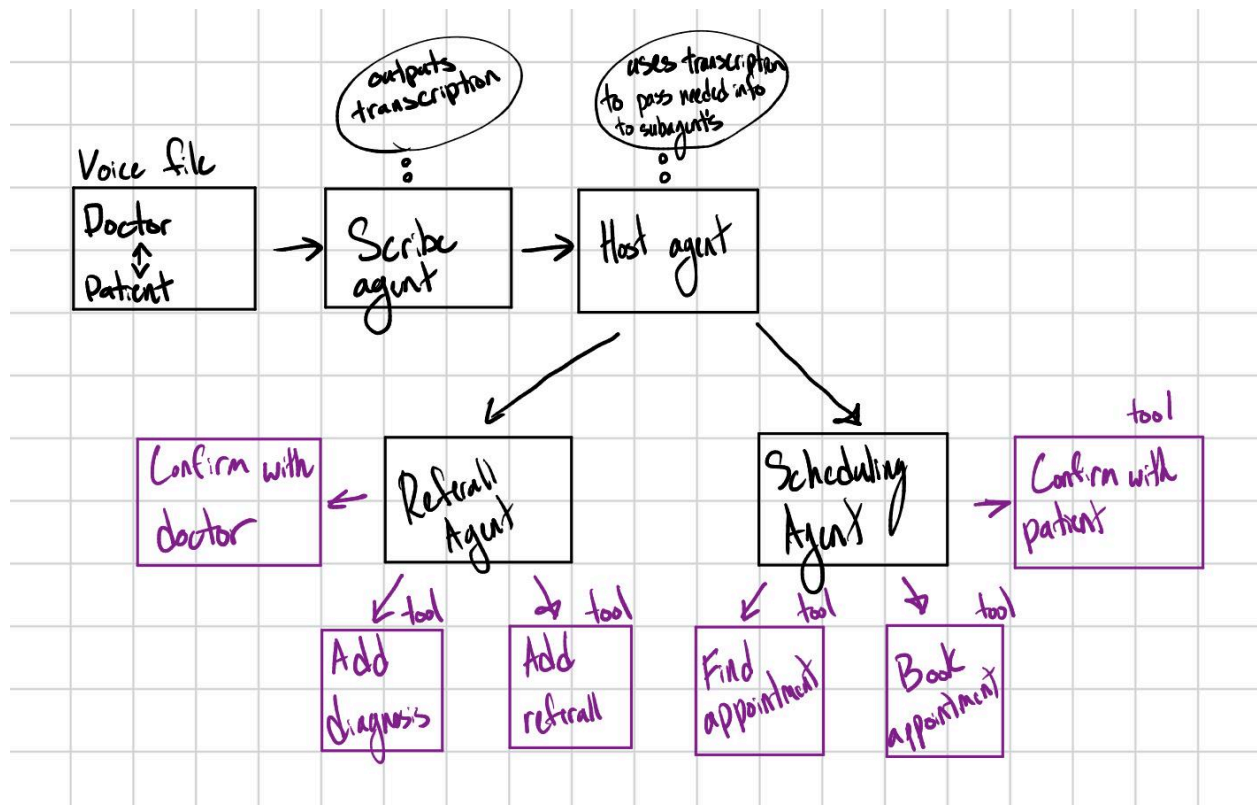 outputs
transcription
uses transcription
to pass needed info
to subagent's
Voice file
Doctor
Patient
Scribe
agent
Host agent
Confirm with
doctor
Referall
Agent
Scheduling
Agent
tool
Confirm with
patient
tool
Add
diagnosis
tool
Add
referall
tool
Find
appointment
tool
Book
appointment